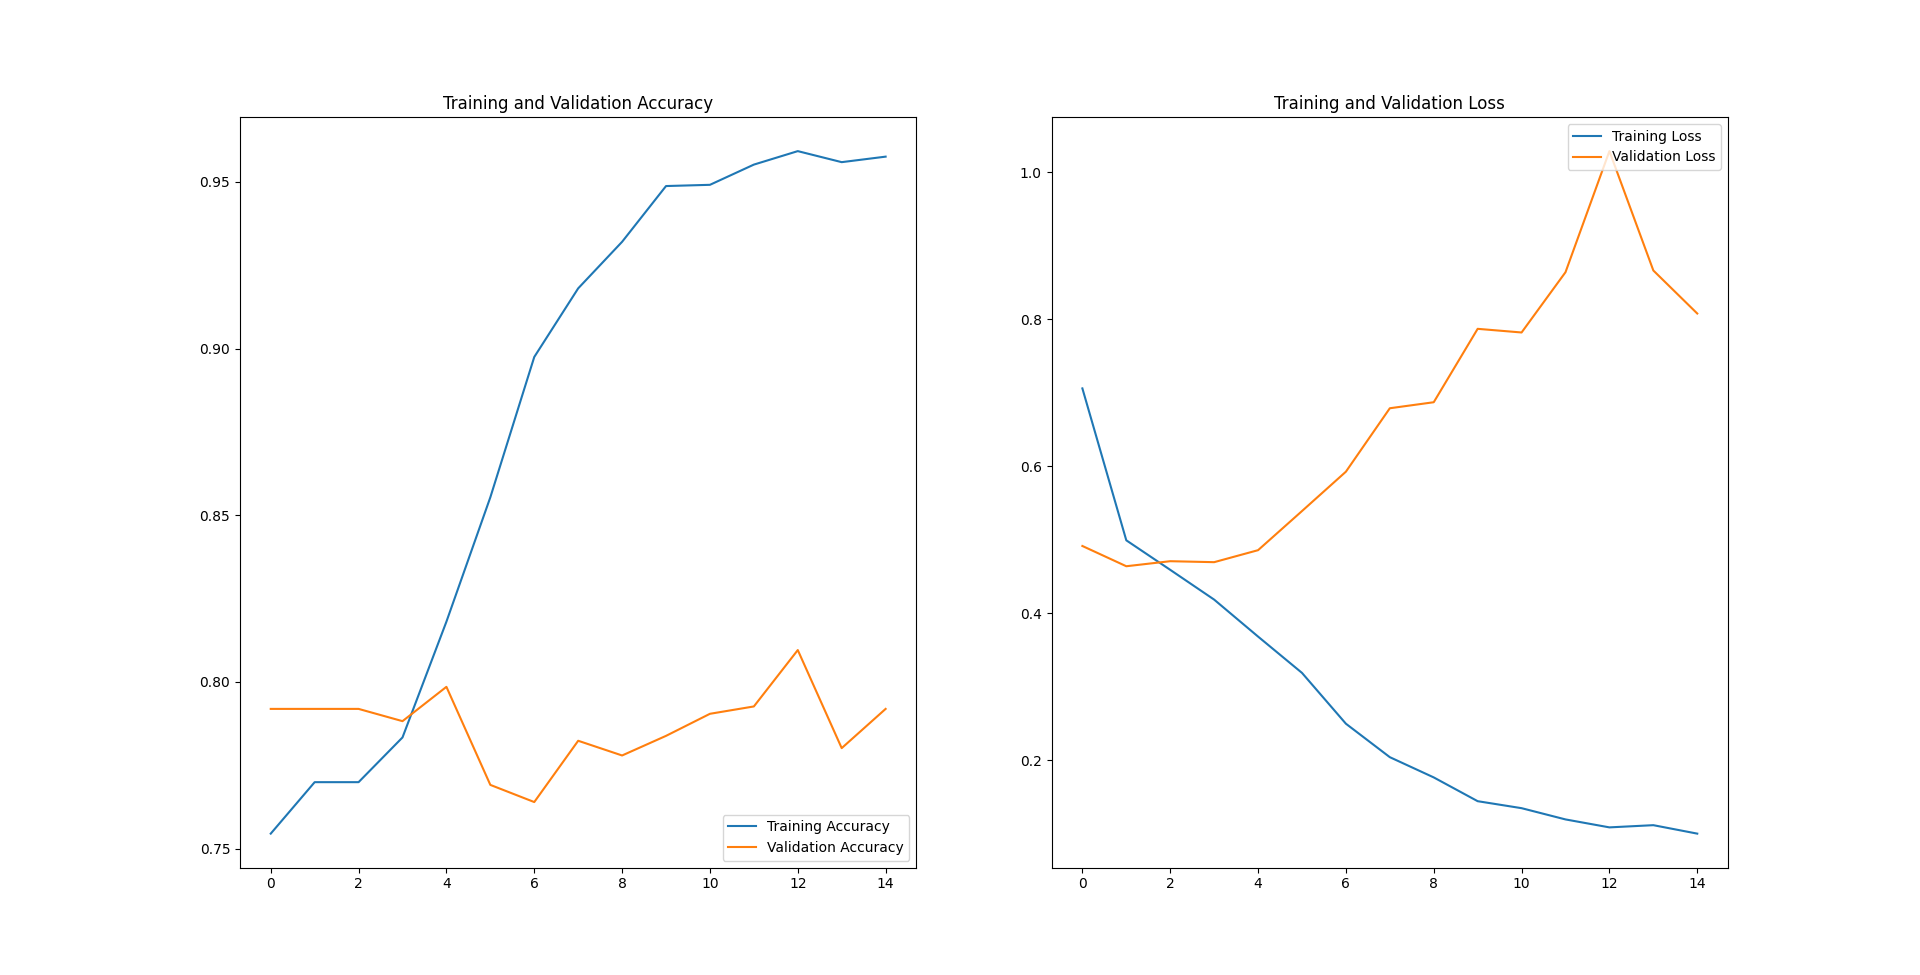 Training and Validation Accuracy
0.95
0.90
0.85
0.80
0.75
0 2 4 6 8 10 12 14
Training Accuracy
Validation Accuracy
Training and Validation Loss
1.0
0.8
0.6
0.4
0.2
0 2 4 6 8 10 12 14
Training Loss
Validation Loss